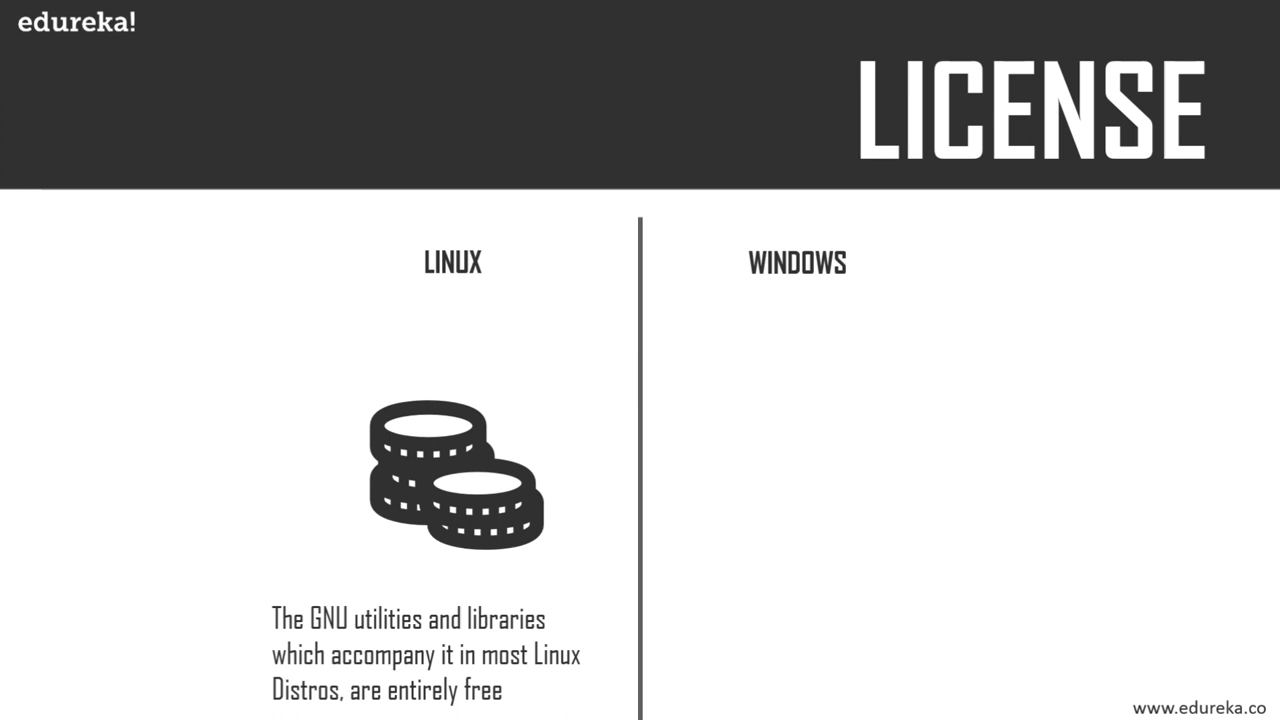 edureka!
LICENSE
LINUX
WINDOWS
The GNU utilities and libraries
which accompany it in most Linux
Distros, are entirely free
www.edureka.co